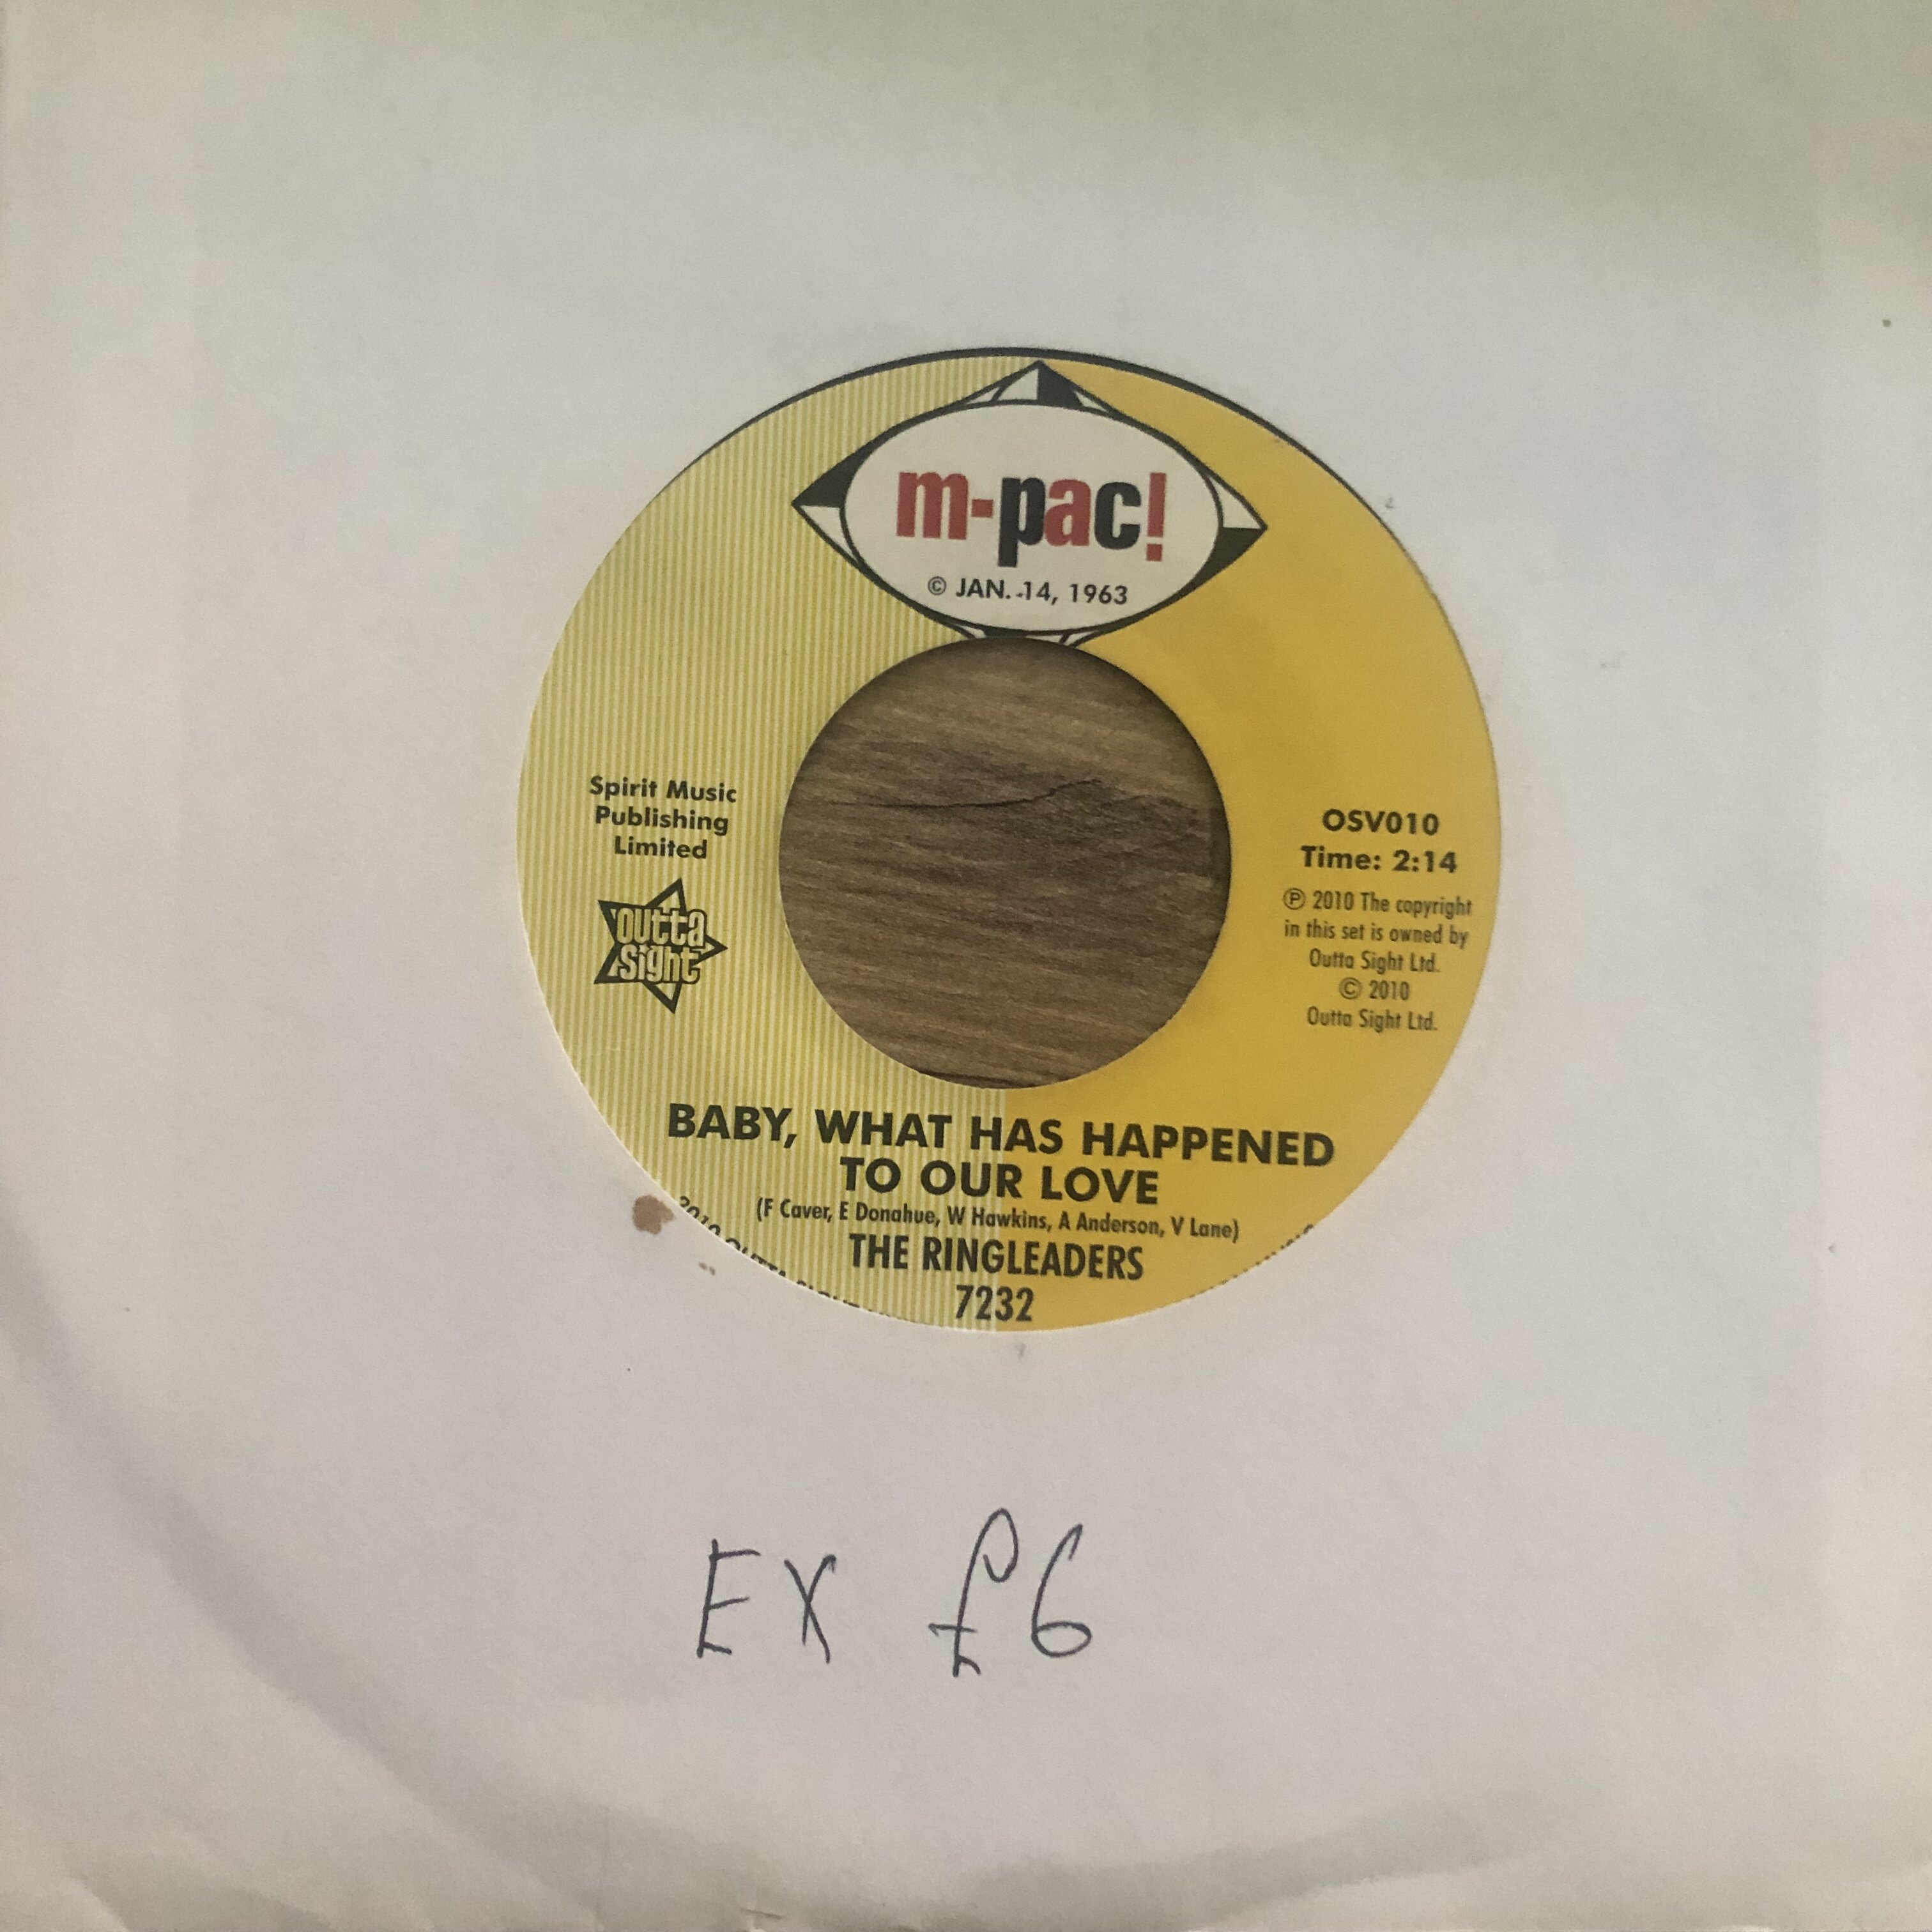 m-pac!
© JAN. 14, 1963
Spirit Music
Publishing
Limited
outta
sight
OSV010
Time: 2:14
℗ 2010 The copyright
in this set is owned by
Outta Sight Ltd.
© 2010
Outta Sight Ltd.
BABY, WHAT HAS HAPPENED
TO OUR LOVE
(F Caver, E Donahue, W Hawkins, A Anderson, V Lane)
THE RINGLEADERS
7232
EX £6